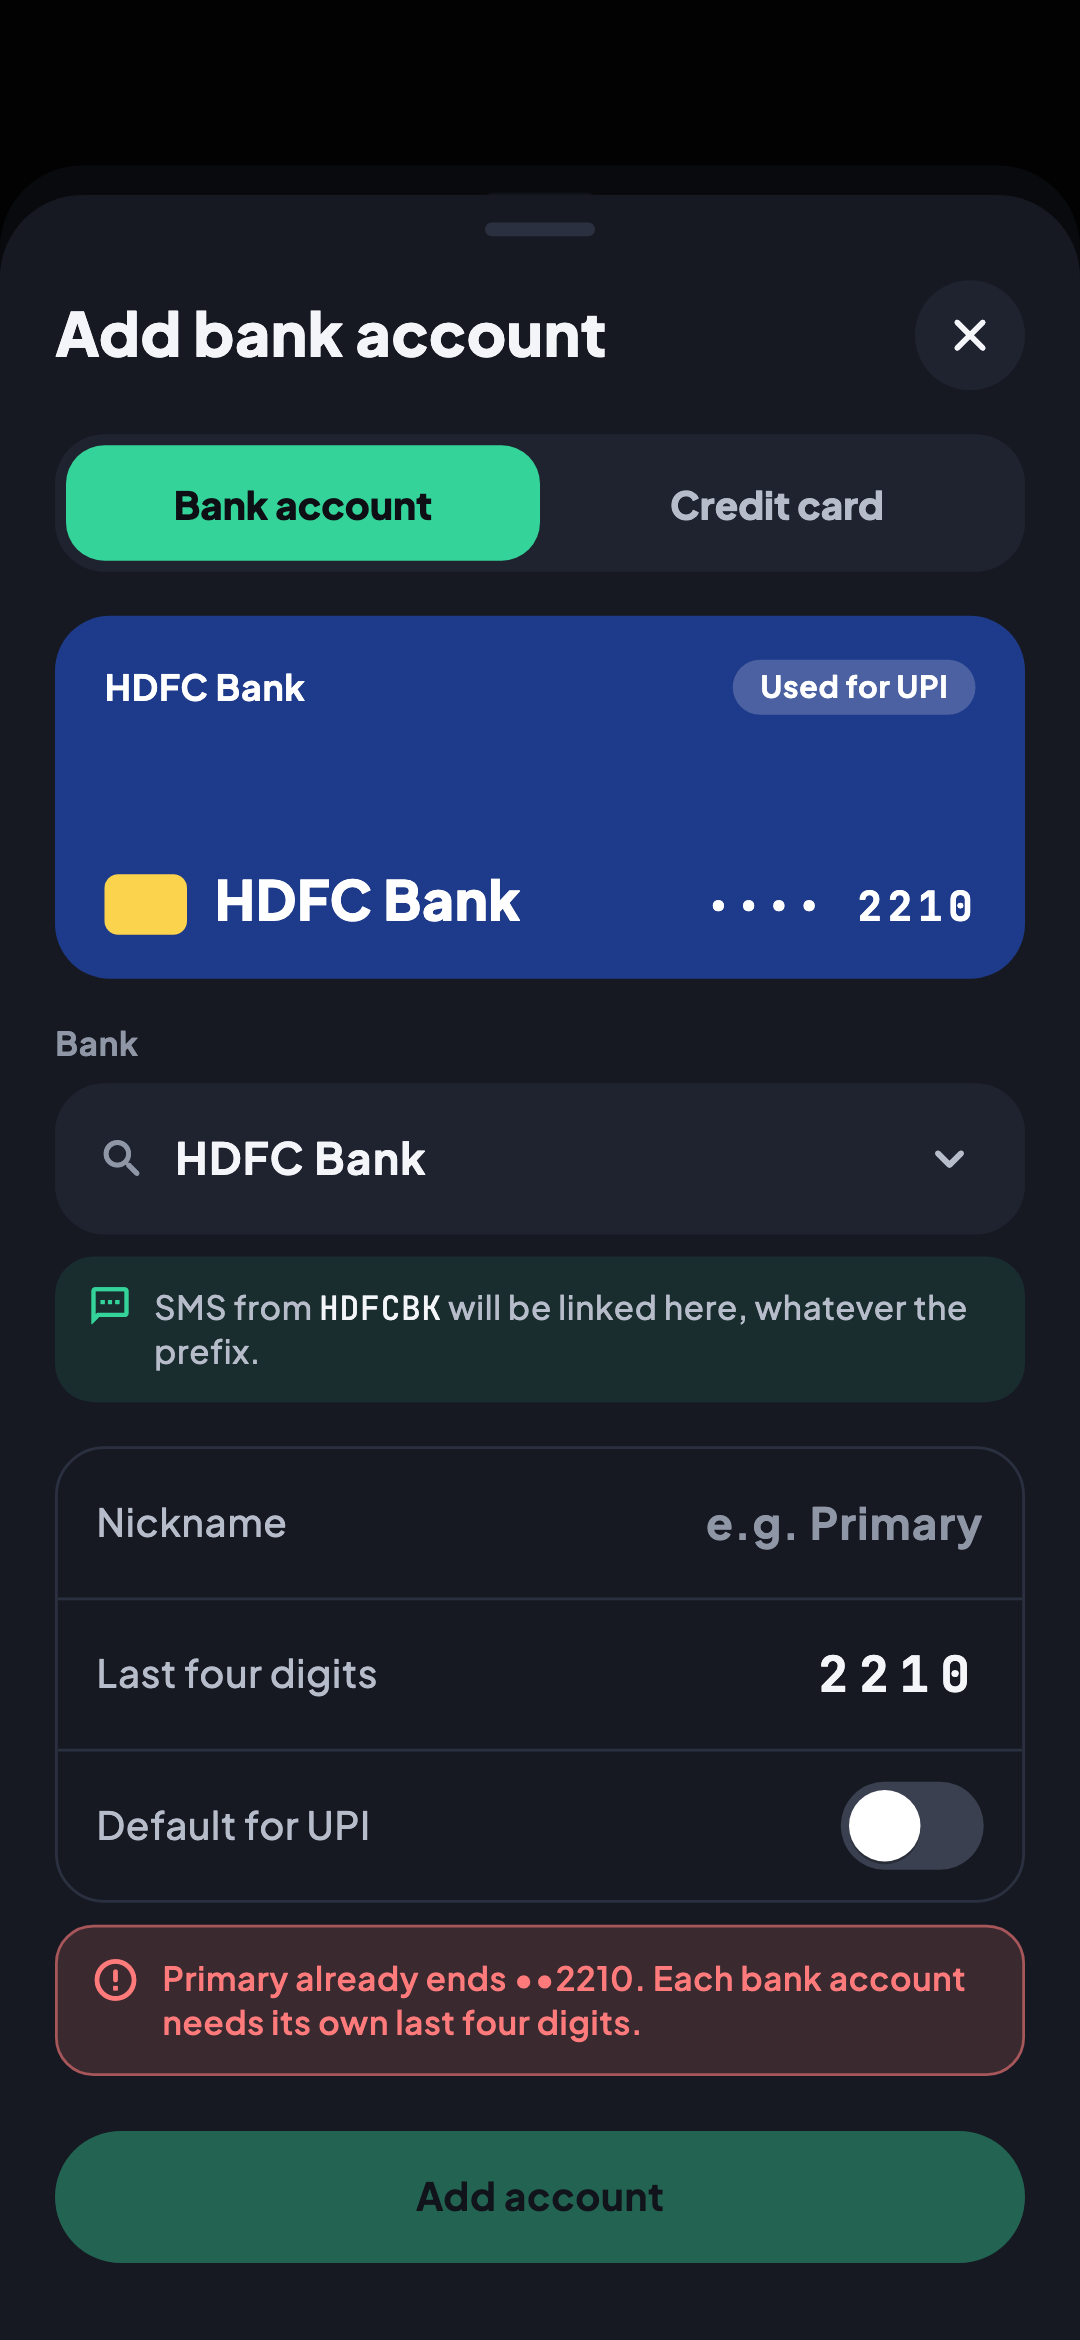 Add bank account
Bank account
Credit card
HDFC Bank
Used for UPI
HDFC Bank
•••• 2210
Bank
HDFC Bank
SMS from HDFCBK will be linked here, whatever the
prefix.
Nickname
e.g. Primary
Last four digits
2210
Default for UPI
Primary already ends ••2210. Each bank account
needs its own last four digits.
Add account